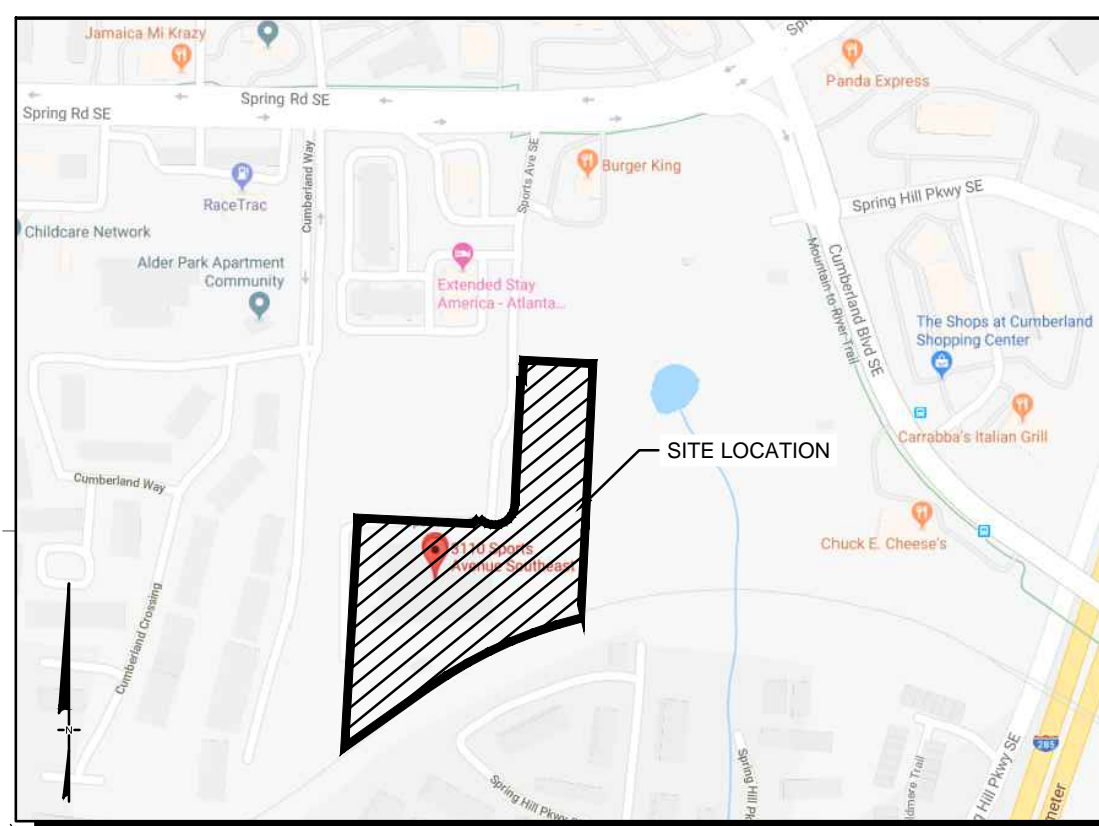 Jamaica Mi Krazy
Panda Express
Spring Rd SE
Spring Rd SE
Cumberland Way
Sports Ave SE
Burger King
RaceTrac
Spring Hill Pkwy SE
Childcare Network
Alder Park Apartment
Community
Extended Stay
America - Atlanta...
Cumberland Blvd SE
Mountain to River Trail
The Shops at Cumberland
Shopping Center
Carrabba's Italian Grill
SITE LOCATION
Cumberland Way
Chuck E. Cheese's
3110 Sports
Avenue Southeast
Cumberland Crossing
N
285
Spring Hill Pkwy SE